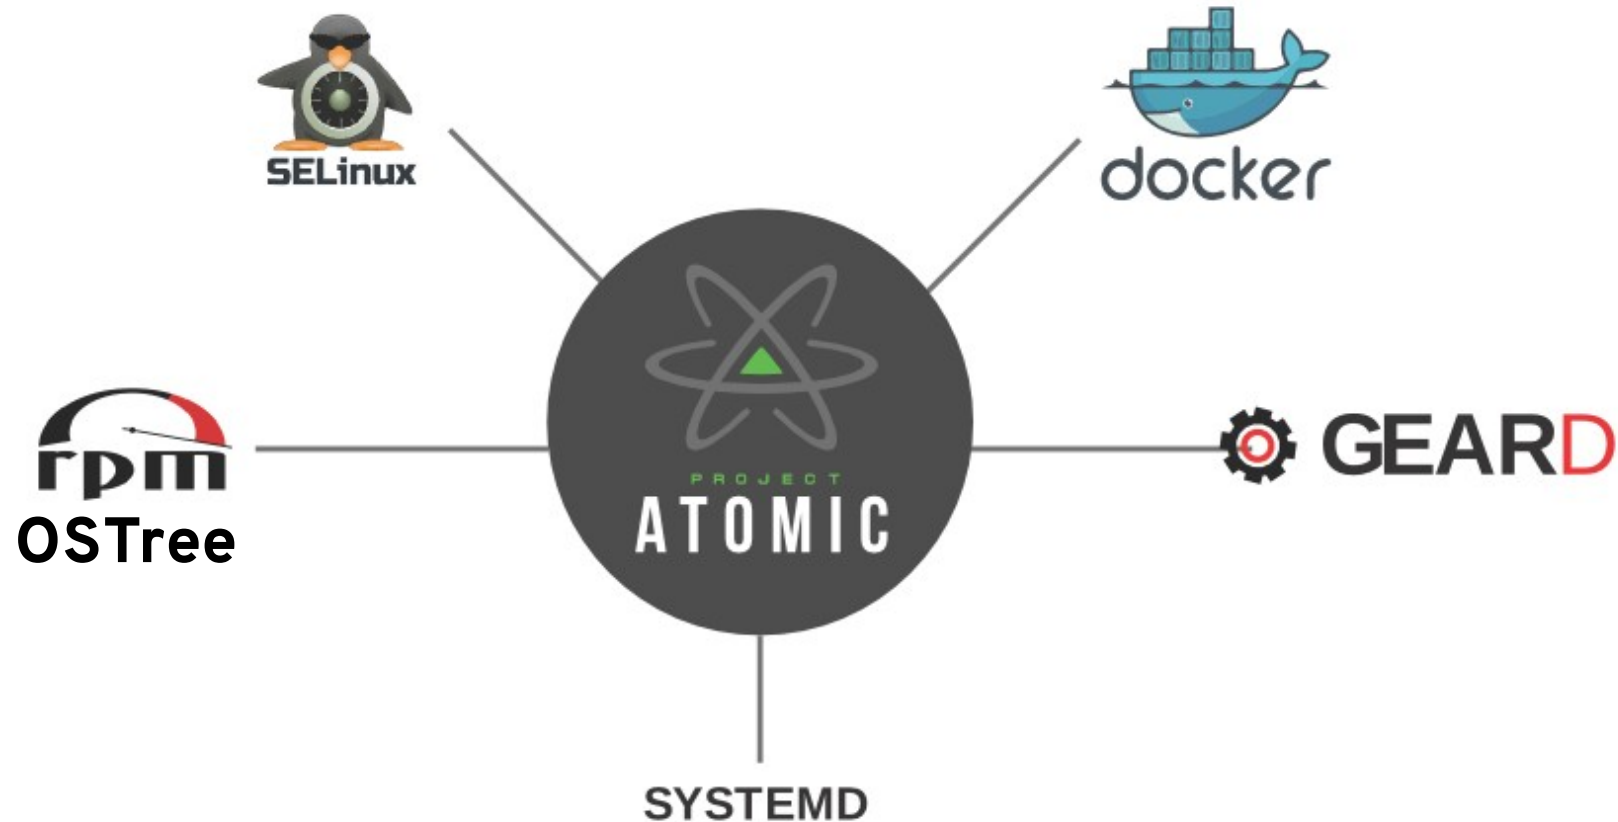 SELinux
docker
rpm
OSTree
PROJECT
ATOMIC
GEARD
SYSTEMD